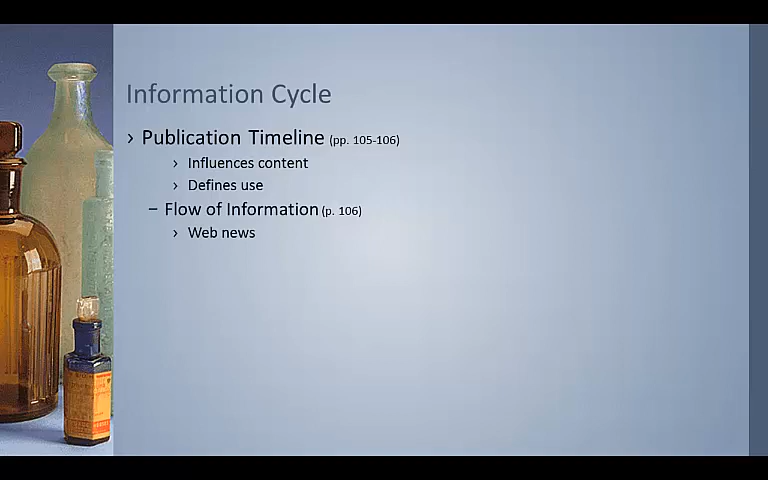 Information Cycle
› Publication Timeline (pp. 105-106)
› Influences content
› Defines use
– Flow of Information (p. 106)
› Web news